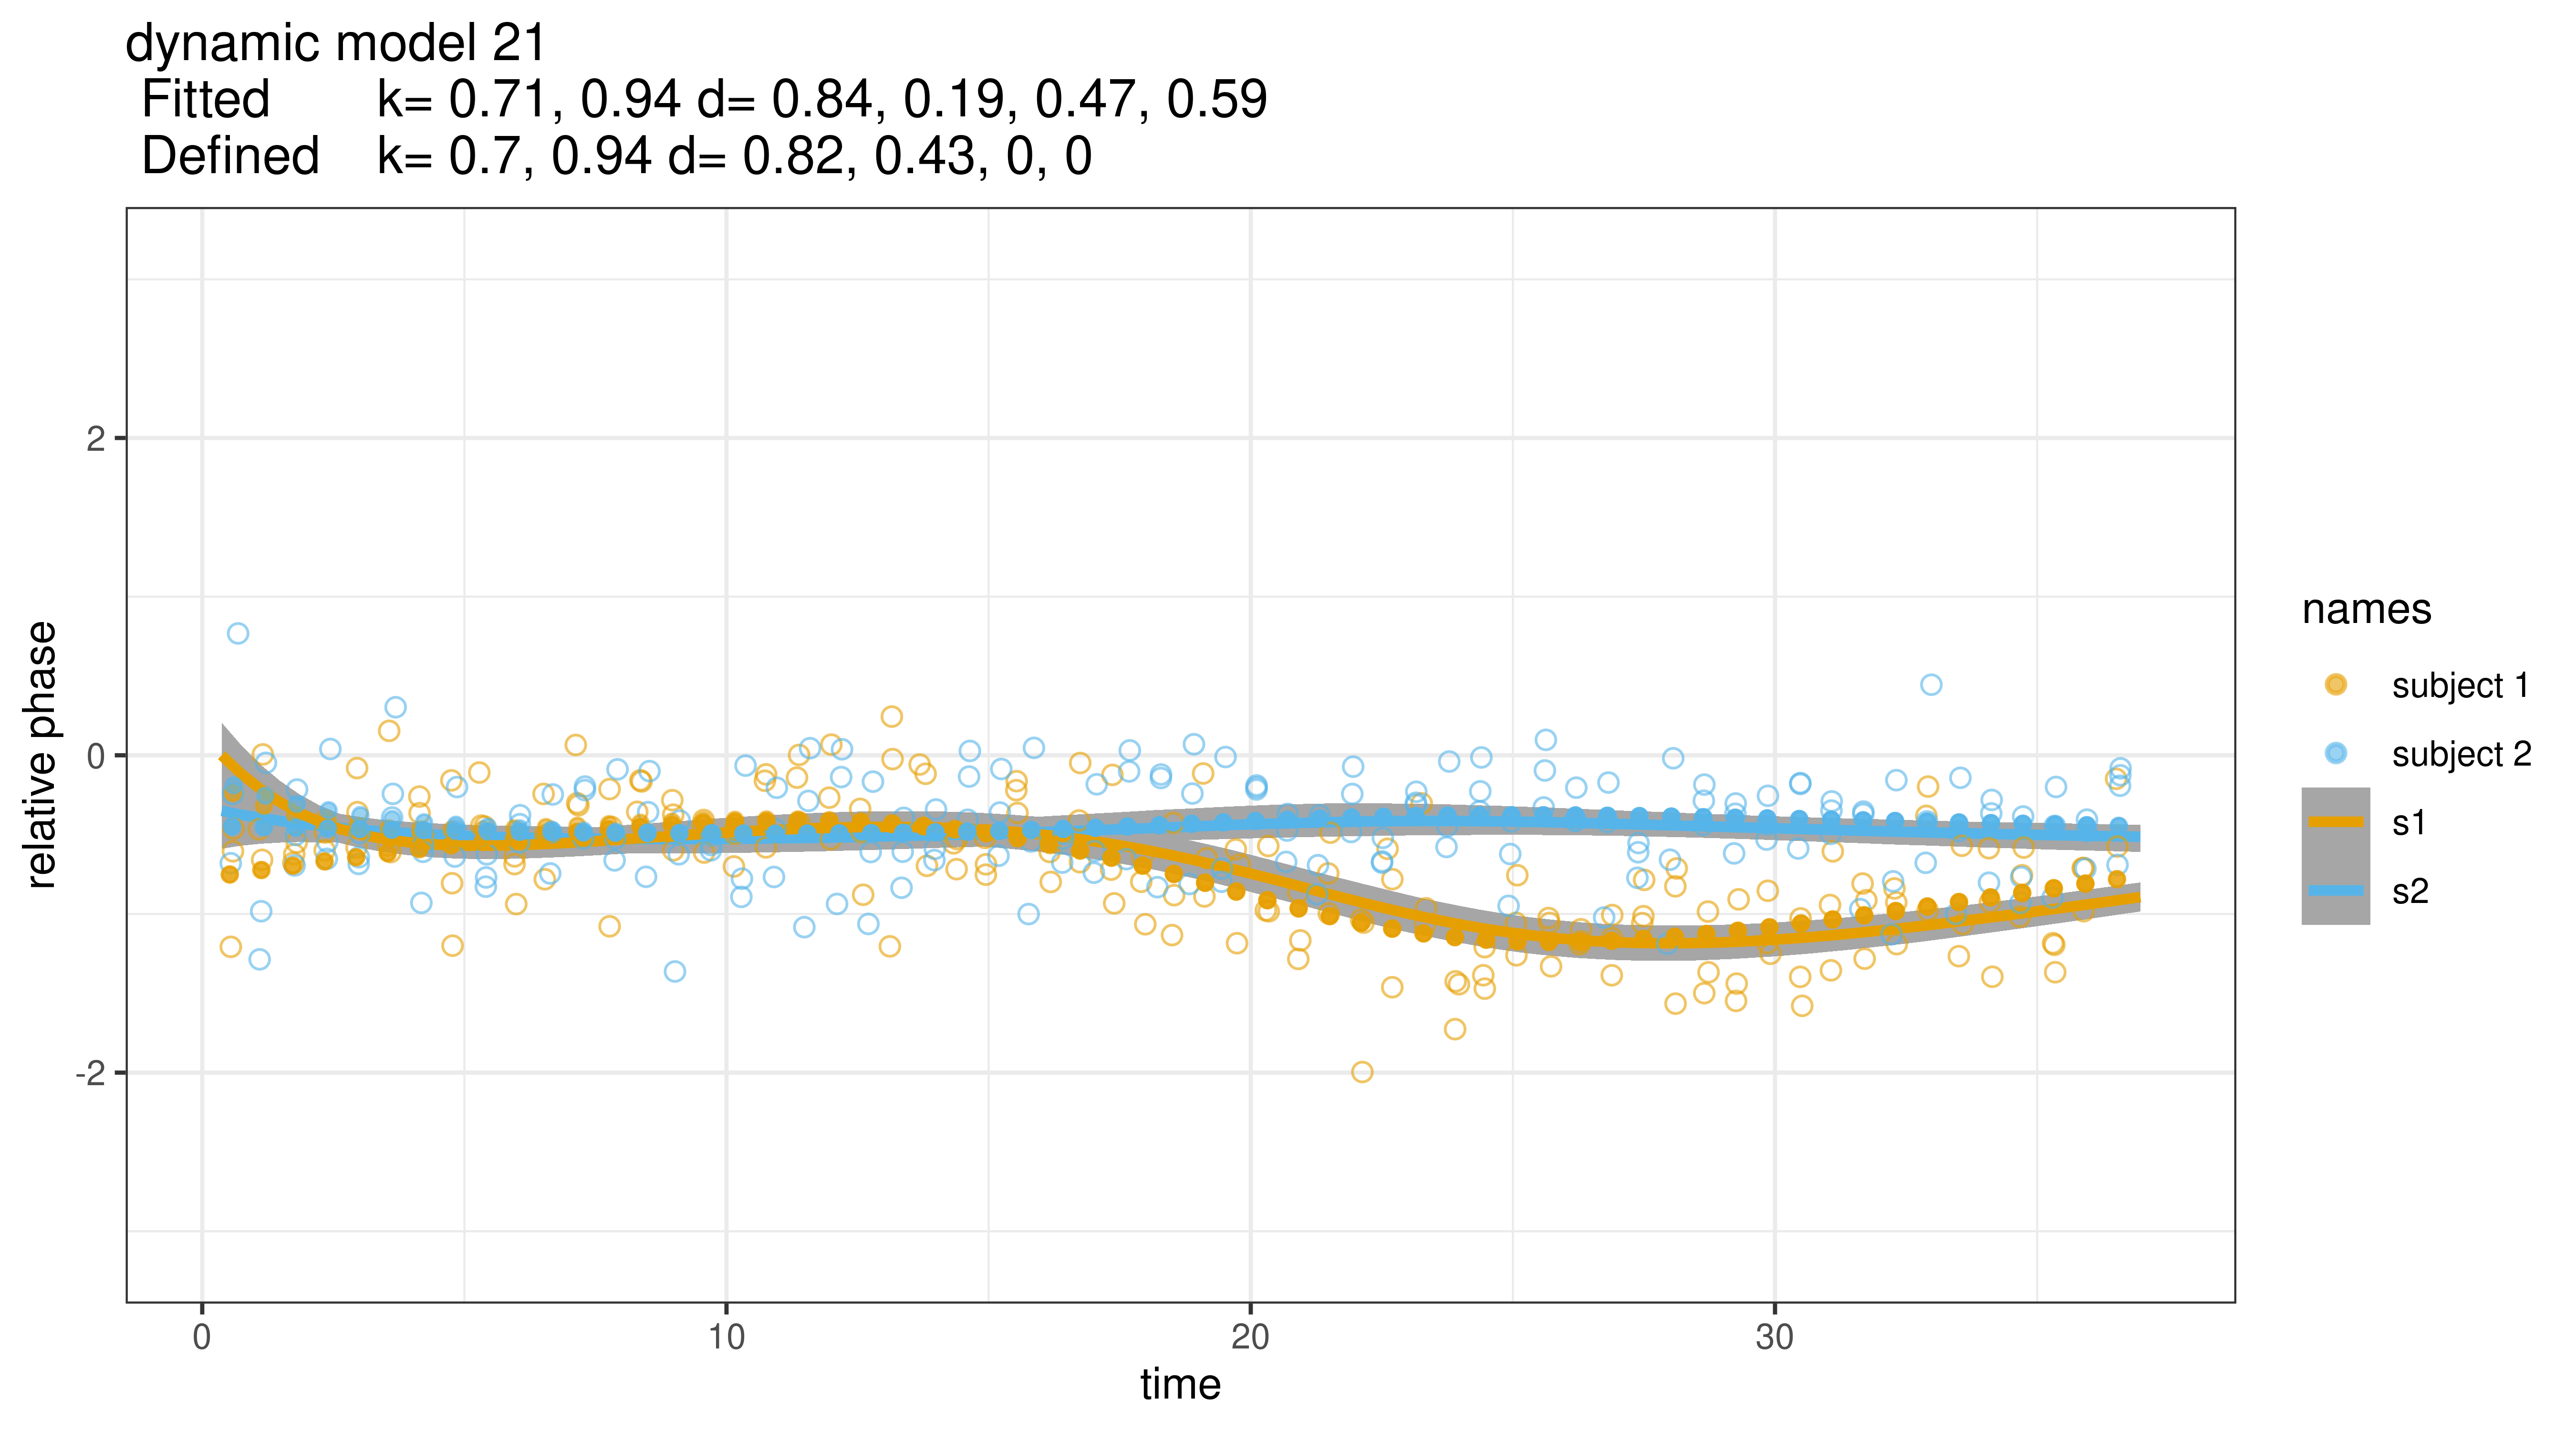 dynamic model 21
Fitted k= 0.71, 0.94 d= 0.84, 0.19, 0.47, 0.59
Defined k= 0.7, 0.94 d= 0.82, 0.43, 0, 0
relative phase
2
0
-2
0 10 20 30
time
names
subject 1
subject 2
s1
s2